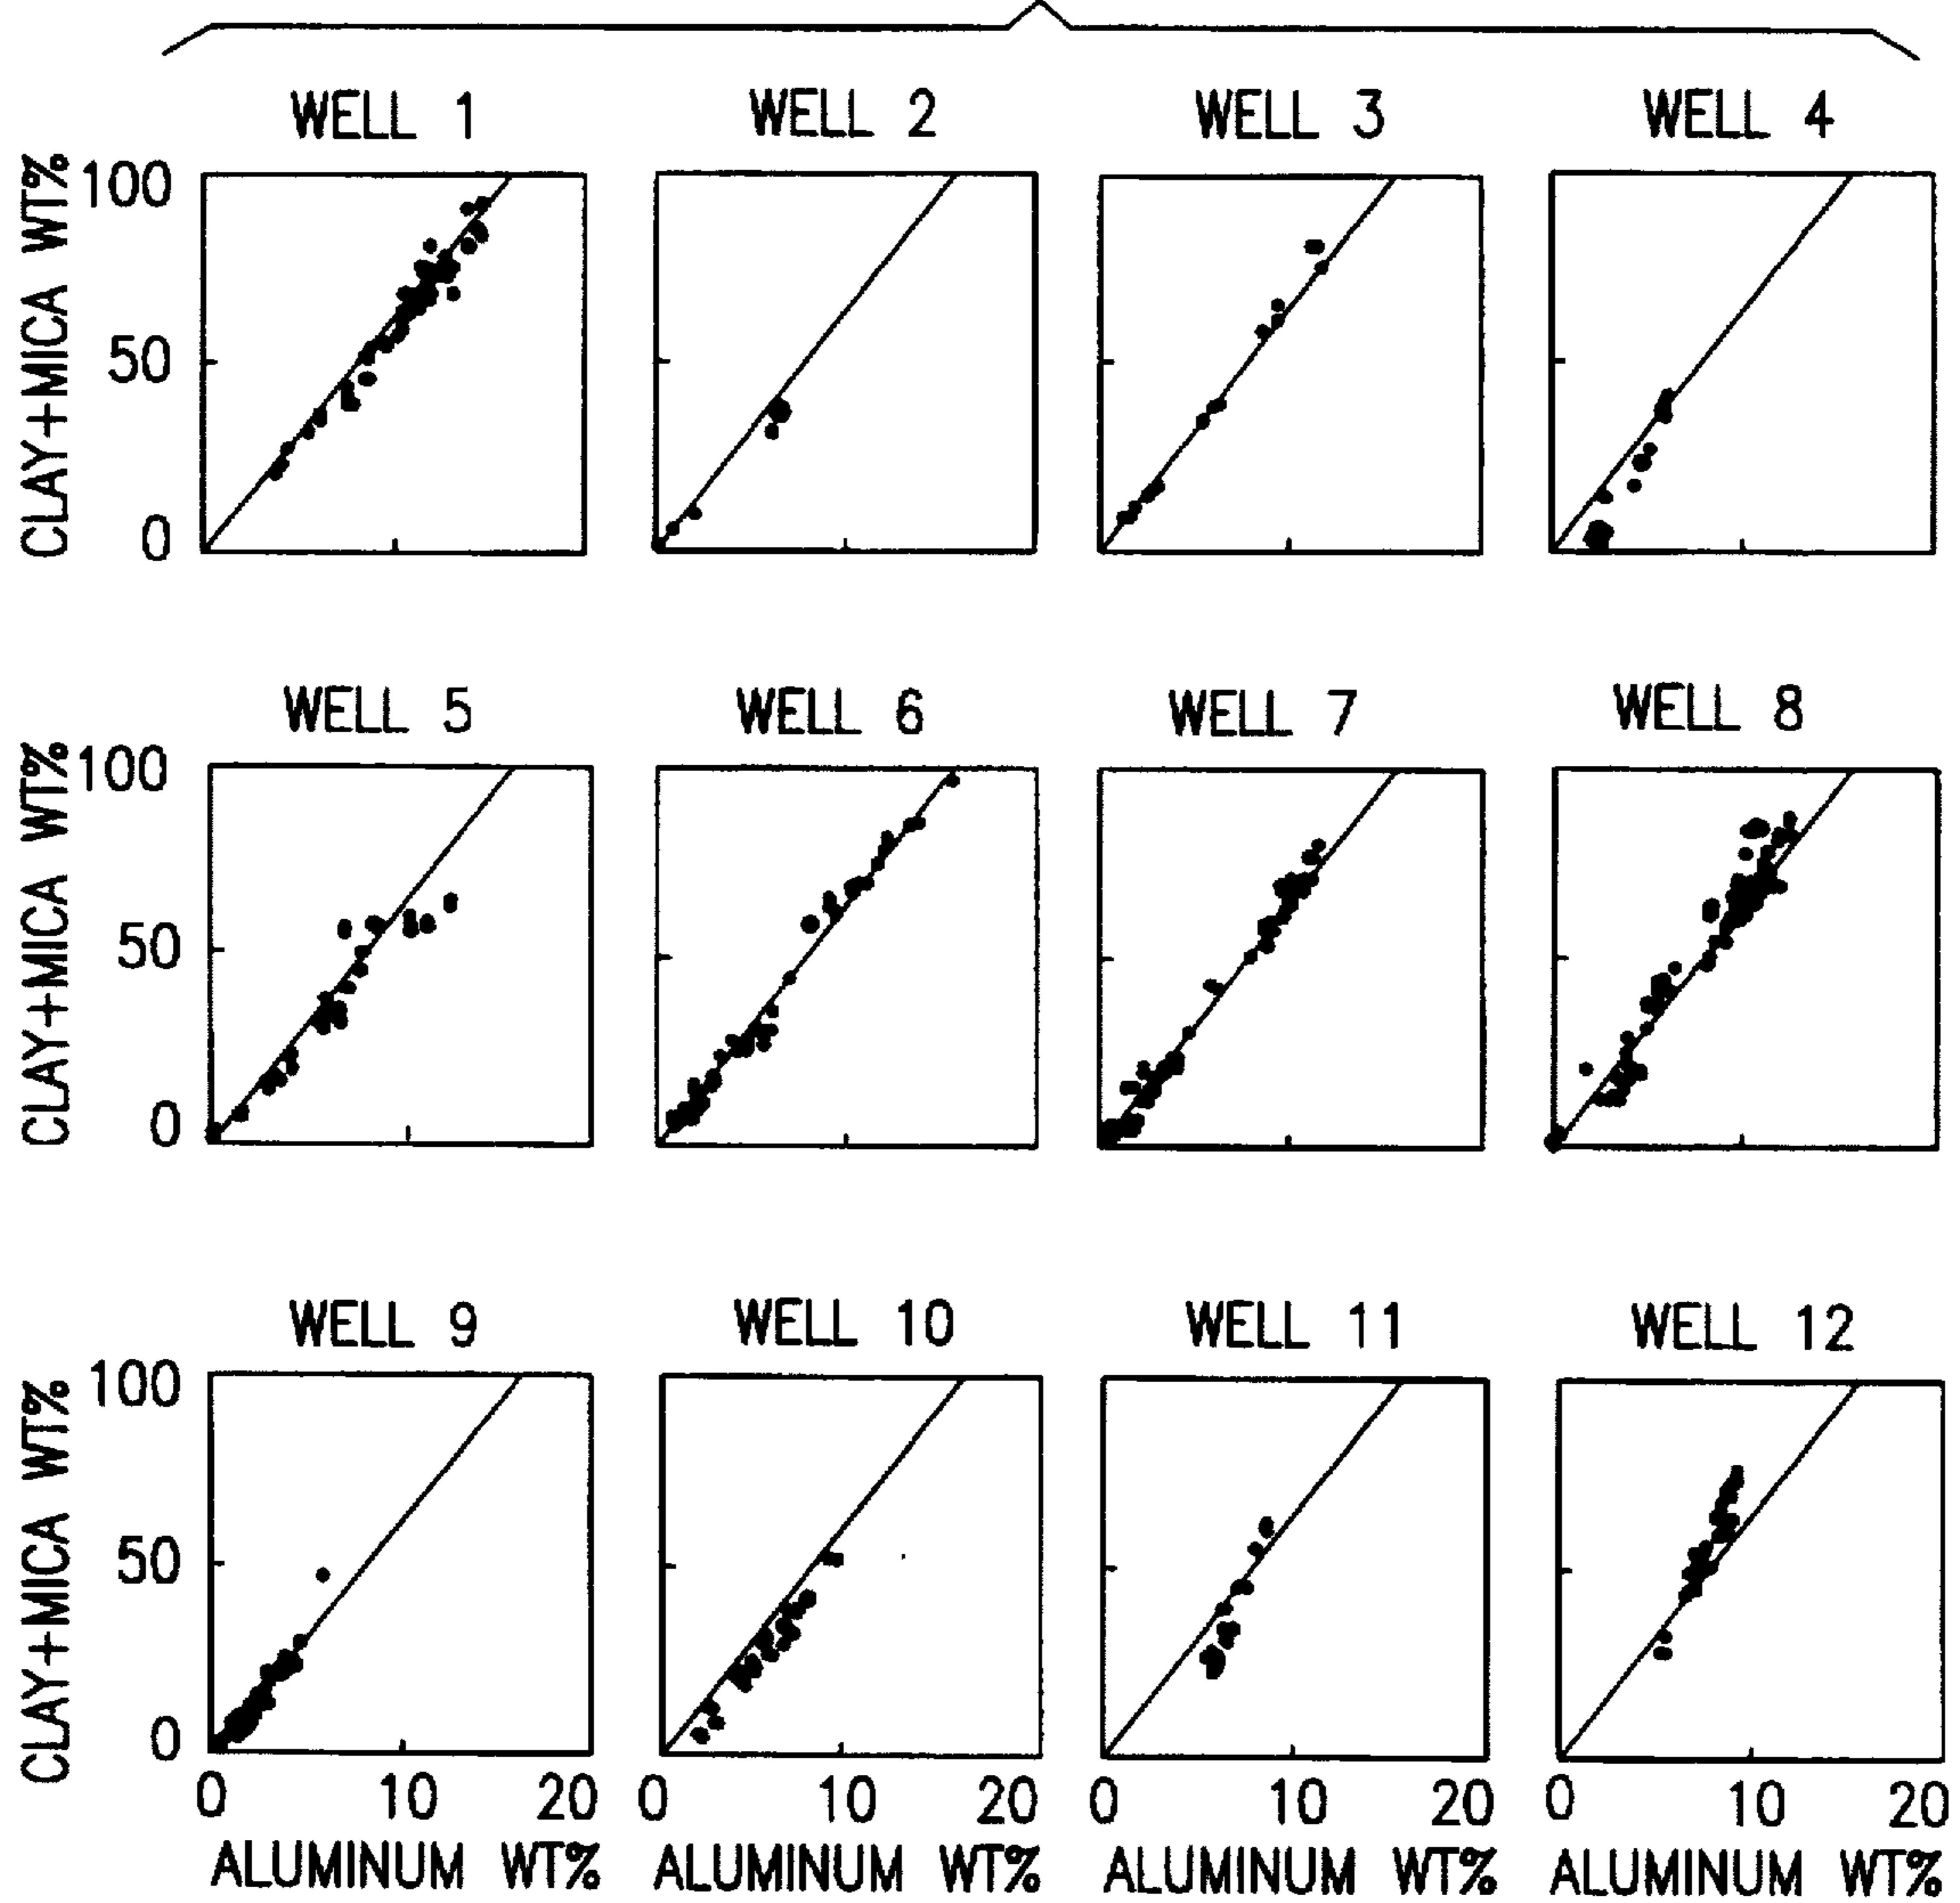 WELL 1 WELL 2 WELL 3 WELL 4
CLAY+MICA WT%
100
50
0
WELL 5 WELL 6 WELL 7 WELL 8
CLAY+MICA WT%
100
50
0
WELL 9 WELL 10 WELL 11 WELL 12
CLAY+MICA WT%
100
50
0
0 10 20 0 10 20 0 10 20 0 10 20
ALUMINUM WT% ALUMINUM WT% ALUMINUM WT% ALUMINUM WT%